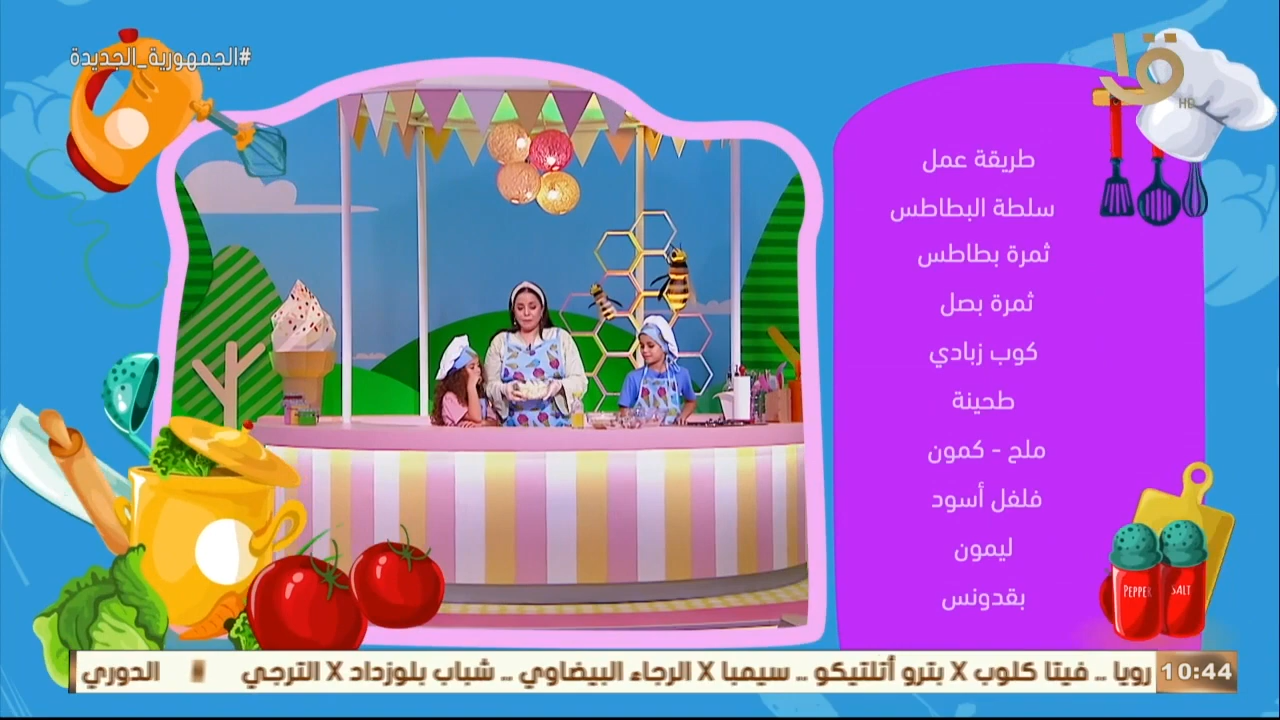 #الجمهورية_الجديدة
HD
طريقة عمل
سلطة البطاطس
ثمرة بطاطس
ثمرة بصل
كوب زبادي
طحينة
ملح - كمون
فلفل أسود
ليمون
بقدونس
PEPPER
SALT
10:44
رويا .. فيتا كلوب X بترو أتلتيكو .. سيمبا X الرجاء البيضاوي .. شباب بلوزداد X الترجي
الدوري